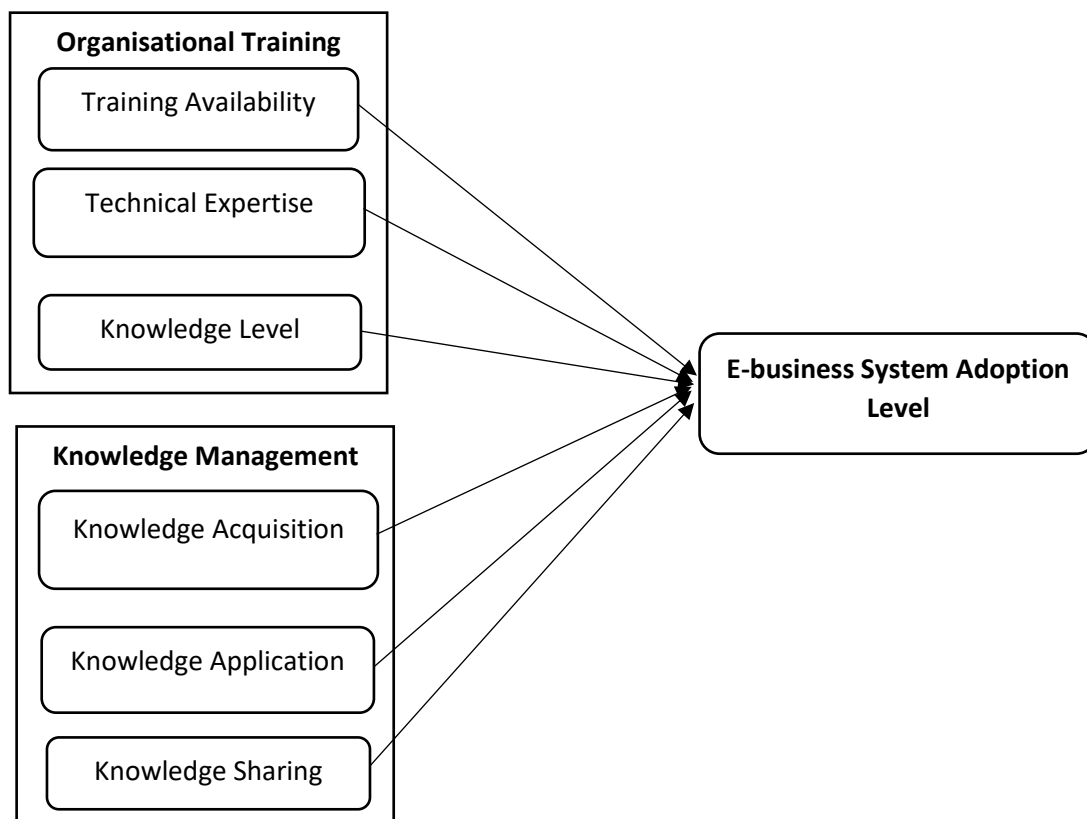 Organisational Training
Training Availability
Technical Expertise
Knowledge Level
E-business System Adoption
Level
Knowledge Management
Knowledge Acquisition
Knowledge Application
Knowledge Sharing